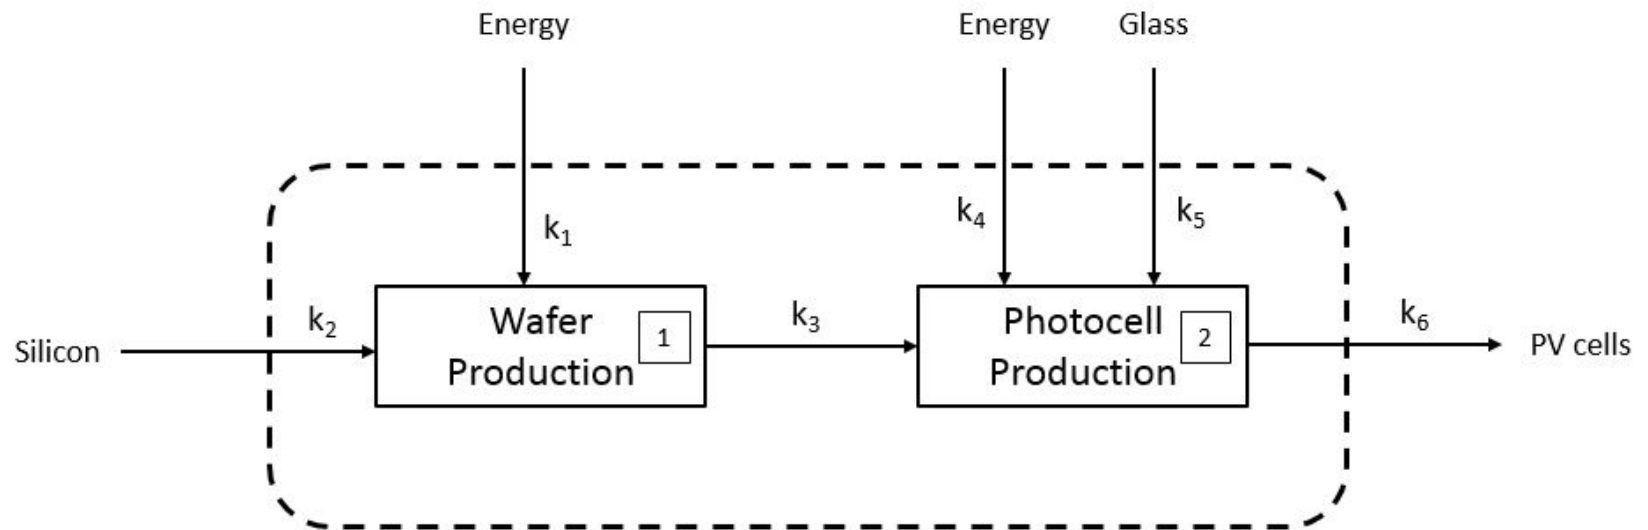 Energy
Energy
Glass
k₁
k₄
k₅
Silicon
k₂
Wafer
Production
1
k₃
Photocell
Production
2
k₆
PV cells